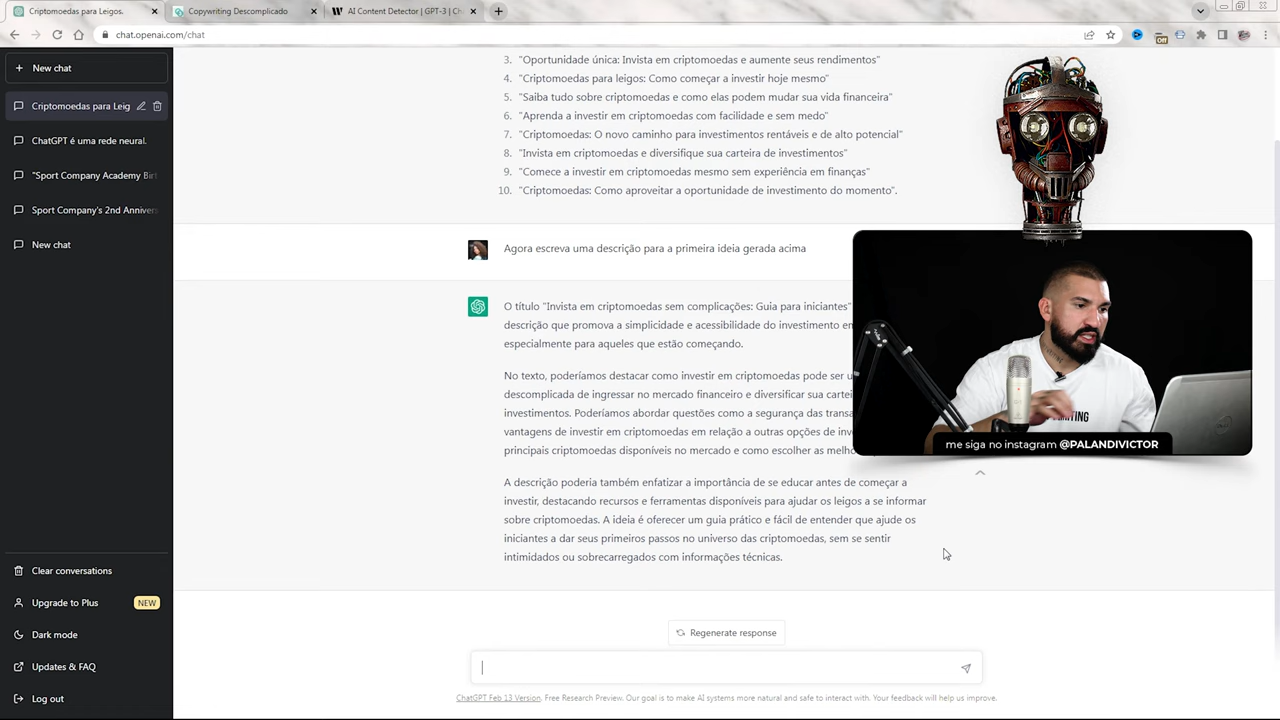 Criptomoedas para Leigos.
Copywriting Descomplicado
AI Content Detector | GPT-3 | Ch
chat.openai.com/chat
Off
New chat
Criptomoedas para Leig
ChatGPT é uma rede neural.
"Sport Company Academy Birt
Sport Company's 2nd Anniver
New chat
Clear conversations
Upgrade to Plus NEW
Dark mode
Updates & FAQ
Log out
3. "Oportunidade única: Invista em criptomoedas e aumente seus rendimentos"
4. "Criptomoedas para leigos: Como começar a investir hoje mesmo"
5. "Saiba tudo sobre criptomoedas e como elas podem mudar sua vida financeira"
6. "Aprenda a investir em criptomoedas com facilidade e sem medo"
7. "Criptomoedas: O novo caminho para investimentos rentáveis e de alto potencial"
8. "Invista em criptomoedas e diversifique sua carteira de investimentos"
9. "Comece a investir em criptomoedas mesmo sem experiência em finanças"
10. "Criptomoedas: Como aproveitar a oportunidade de investimento do momento".
Agora escreva uma descrição para a primeira ideia gerada acima
O título "Invista em criptomoedas sem complicações: Guia para iniciantes"
descrição que promova a simplicidade e acessibilidade do investimento em
especialmente para aqueles que estão começando.
No texto, poderíamos destacar como investir em criptomoedas pode ser
descomplicada de ingressar no mercado financeiro e diversificar sua
investimentos. Poderíamos abordar questões como a segurança das
vantagens de investir em criptomoedas em relação a outras opções de
principais criptomoedas disponíveis no mercado e como escolher as
A descrição poderia também enfatizar a importância de se educar antes de começar a
investir, destacando recursos e ferramentas disponíveis para ajudar os leigos a se informar
sobre criptomoedas. A ideia é oferecer um guia prático e fácil de entender que ajude os
iniciantes a dar seus primeiros passos no universo das criptomoedas, sem se sentir
intimidados ou sobrecarregados com informações técnicas.
me siga no instagram @PALANDIVICTOR
Regenerate response
ChatGPT Feb 13 Version. Free Research Preview. Our goal is to make AI systems more natural and safe to interact with. Your feedback will help us improve.